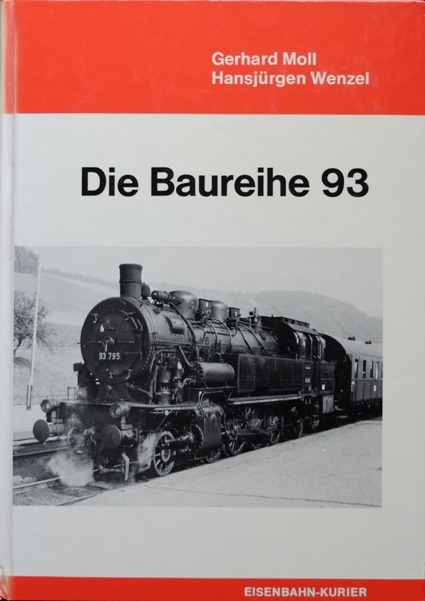 Gerhard Moll
Hansjürgen Wenzel
Die Baureihe 93
93 795
EISENBAHN-KURIER